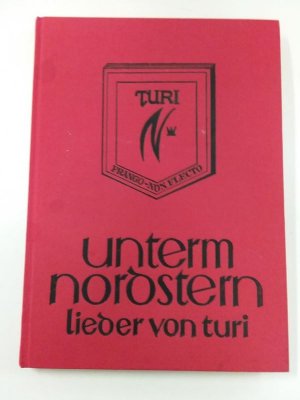 TURI
N
FRANGO-NON FLECTO
unterm
nordstern
lieder von turi